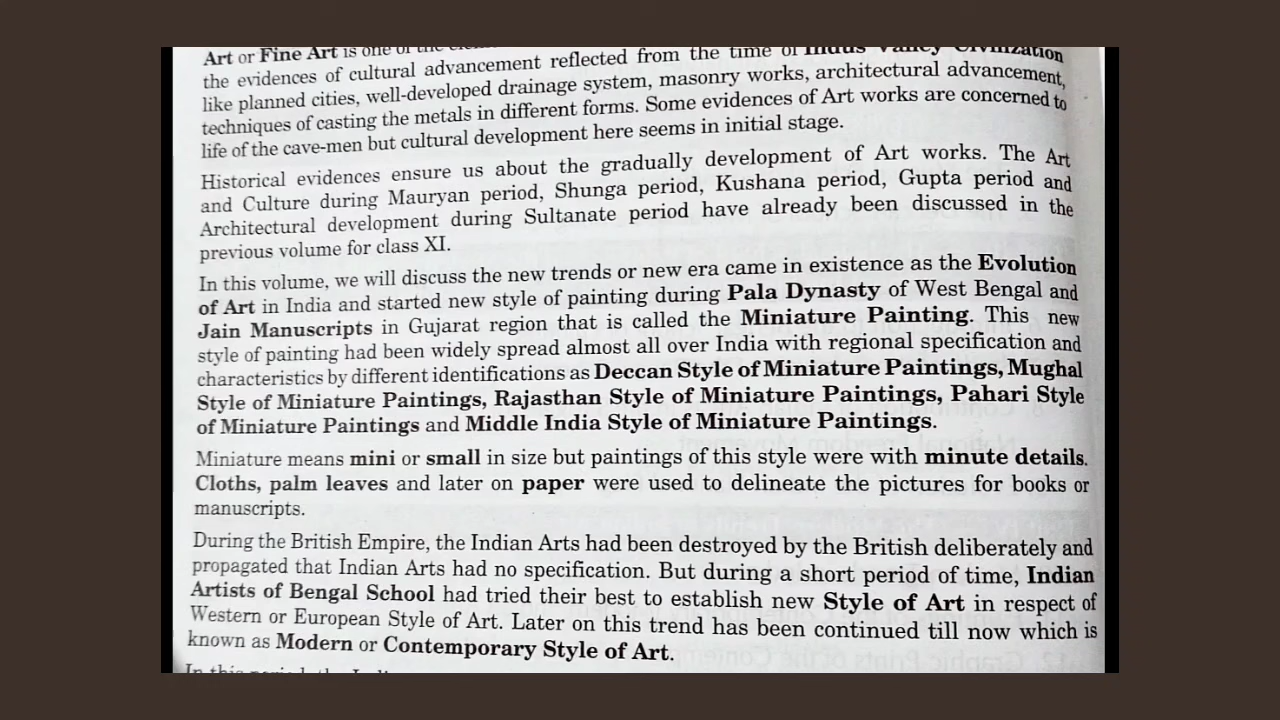 Art or Fine Art is one of the
the evidences of cultural advancement reflected from the time of Indus Valley Civilization
like planned cities, well-developed drainage system, masonry works, architectural advancement,
techniques of casting the metals in different forms. Some evidences of Art works are concerned to
life of the cave-men but cultural development here seems in initial stage.
Historical evidences ensure us about the gradually development of Art works. The Art
and Culture during Mauryan period, Shunga period, Kushana period, Gupta period and
Architectural development during Sultanate period have already been discussed in the
previous volume for class XI.
In this volume, we will discuss the new trends or new era came in existence as the Evolution
of Art in India and started new style of painting during Pala Dynasty of West Bengal and
Jain Manuscripts in Gujarat region that is called the Miniature Painting. This new
style of painting had been widely spread almost all over India with regional specification and
characteristics by different identifications as Deccan Style of Miniature Paintings, Mughal
Style of Miniature Paintings, Rajasthan Style of Miniature Paintings, Pahari Style
of Miniature Paintings and Middle India Style of Miniature Paintings.
Miniature means mini or small in size but paintings of this style were with minute details.
Cloths, palm leaves and later on paper were used to delineate the pictures for books or
manuscripts.
During the British Empire, the Indian Arts had been destroyed by the British deliberately and
propagated that Indian Arts had no specification. But during a short period of time, Indian
Artists of Bengal School had tried their best to establish new Style of Art in respect of
Western or European Style of Art. Later on this trend has been continued till now which is
known as Modern or Contemporary Style of Art.